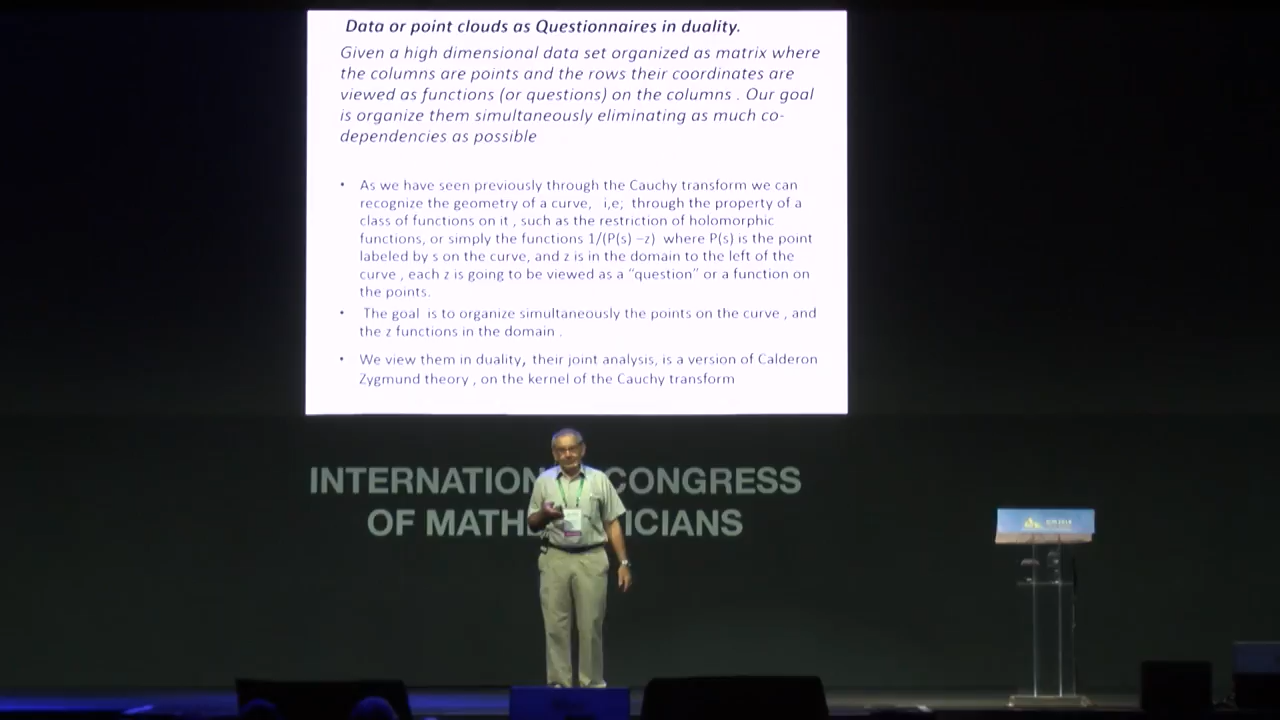 Data or point clouds as Questionnaires in duality.
Given a high dimensional data set organized as matrix where
the columns are points and the rows their coordinates are
viewed as functions (or questions) on the columns . Our goal
is organize them simultaneously eliminating as much co-
dependencies as possible
• As we have seen previously through the Cauchy transform we can
recognize the geometry of a curve, i,e; through the property of a
class of functions on it , such as the restriction of holomorphic
functions, or simply the functions 1/(P(s) –z) where P(s) is the point
labeled by s on the curve, and z is in the domain to the left of the
curve , each z is going to be viewed as a “question” or a function on
the points.
• The goal is to organize simultaneously the points on the curve , and
the z functions in the domain .
• We view them in duality, their joint analysis, is a version of Calderon
Zygmund theory , on the kernel of the Cauchy transform
INTERNATION CONGRESS
OF MATH ICIANS